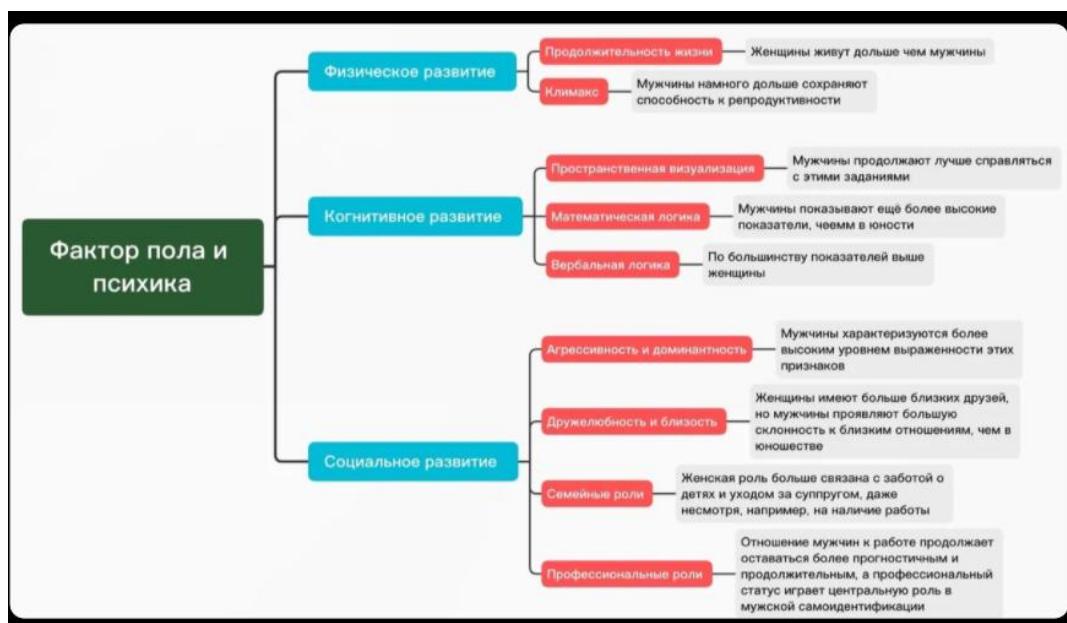 Фактор пола и
психика
Физическое развитие
Продолжительность жизни
Женщины живут дольше чем мужчины
Климакс
Мужчины намного дольше сохраняют
способность к репродуктивности
Когнитивное развитие
Пространственная визуализация
Мужчины продолжают лучше справляться
с этими заданиями
Математическая логика
Мужчины показывают ещё более высокие
показатели, чеемм в юности
Вербальная логика
По большинству показателей выше
женщины
Социальное развитие
Агрессивность и доминантность
Мужчины характеризуются более
высоким уровнем выраженности этих
признаков
Дружелюбность и близость
Женщины имеют больше близких друзей,
но мужчины проявляют большую
склонность к близким отношениям, чем в
юношестве
Семейные роли
Женская роль больше связана с заботой о
детях и уходом за суппругом, даже
несмотря, например, на наличие работы
Профессиональные роли
Отношение мужчин к работе продолжает
оставаться более прогностичным и
продолжительным, а профессиональный
статус играет центральную роль в
мужской самоидентификации